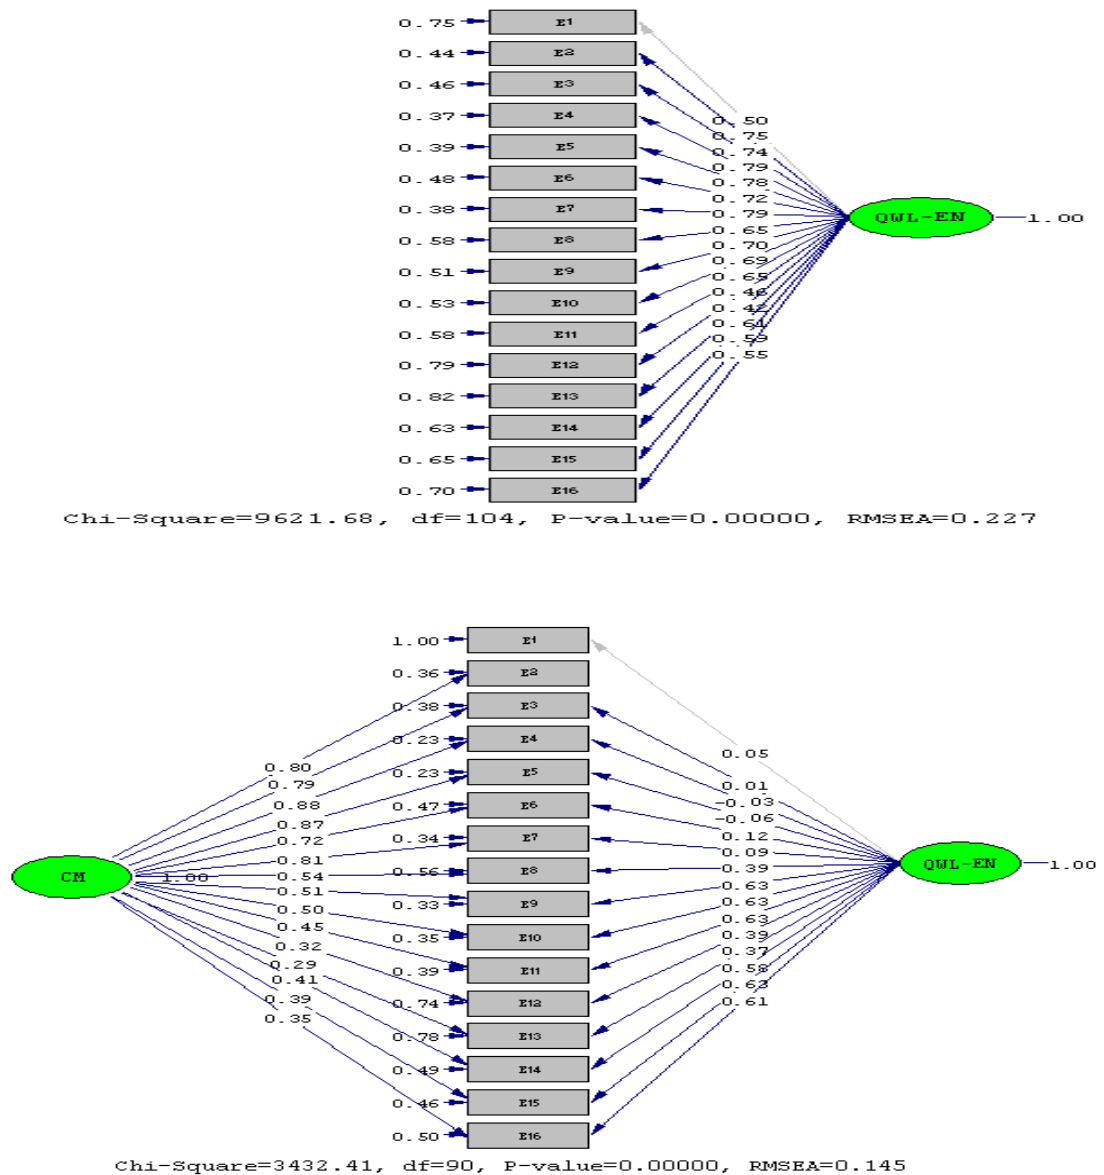 0.75 E1
0.44 E2
0.46 E3
0.37 E4
0.39 E5
0.48 E6
0.38 E7
0.58 E8
0.51 E9
0.53 E10
0.58 E11
0.79 E12
0.82 E13
0.63 E14
0.65 E15
0.70 E16
0.50
0.75
0.74
0.79
0.78
0.72
0.79
0.65
0.70
0.69
0.65
0.46
0.42
0.61
0.59
0.55
QWL-EN 1.00
Chi-Square=9621.68, df=104, P-value=0.00000, RMSEA=0.227
CM 1.00
0.80
0.79
0.88
0.87
0.72
0.81
0.54
0.51
0.50
0.45
0.32
0.29
0.41
0.39
0.35
1.00 E1
0.36 E2
0.38 E3
0.23 E4
0.23 E5
0.47 E6
0.34 E7
0.56 E8
0.33 E9
0.35 E10
0.39 E11
0.74 E12
0.78 E13
0.49 E14
0.46 E15
0.50 E16
0.05
0.01
-0.03
-0.06
0.12
0.09
0.39
0.63
0.63
0.63
0.39
0.37
0.58
0.63
0.61
QWL-EN 1.00
Chi-Square=3432.41, df=90, P-value=0.00000, RMSEA=0.145